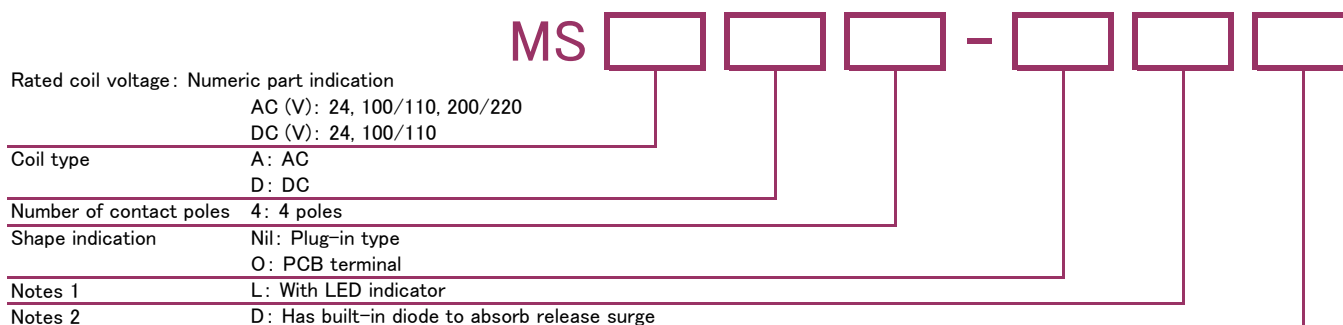 MS -
Rated coil voltage: Numeric part indication
AC (V): 24, 100/110, 200/220
DC (V): 24, 100/110
Coil type A: AC
D: DC
Number of contact poles 4: 4 poles
Shape indication Nil: Plug-in type
O: PCB terminal
Notes 1 L: With LED indicator
Notes 2 D: Has built-in diode to absorb release surge